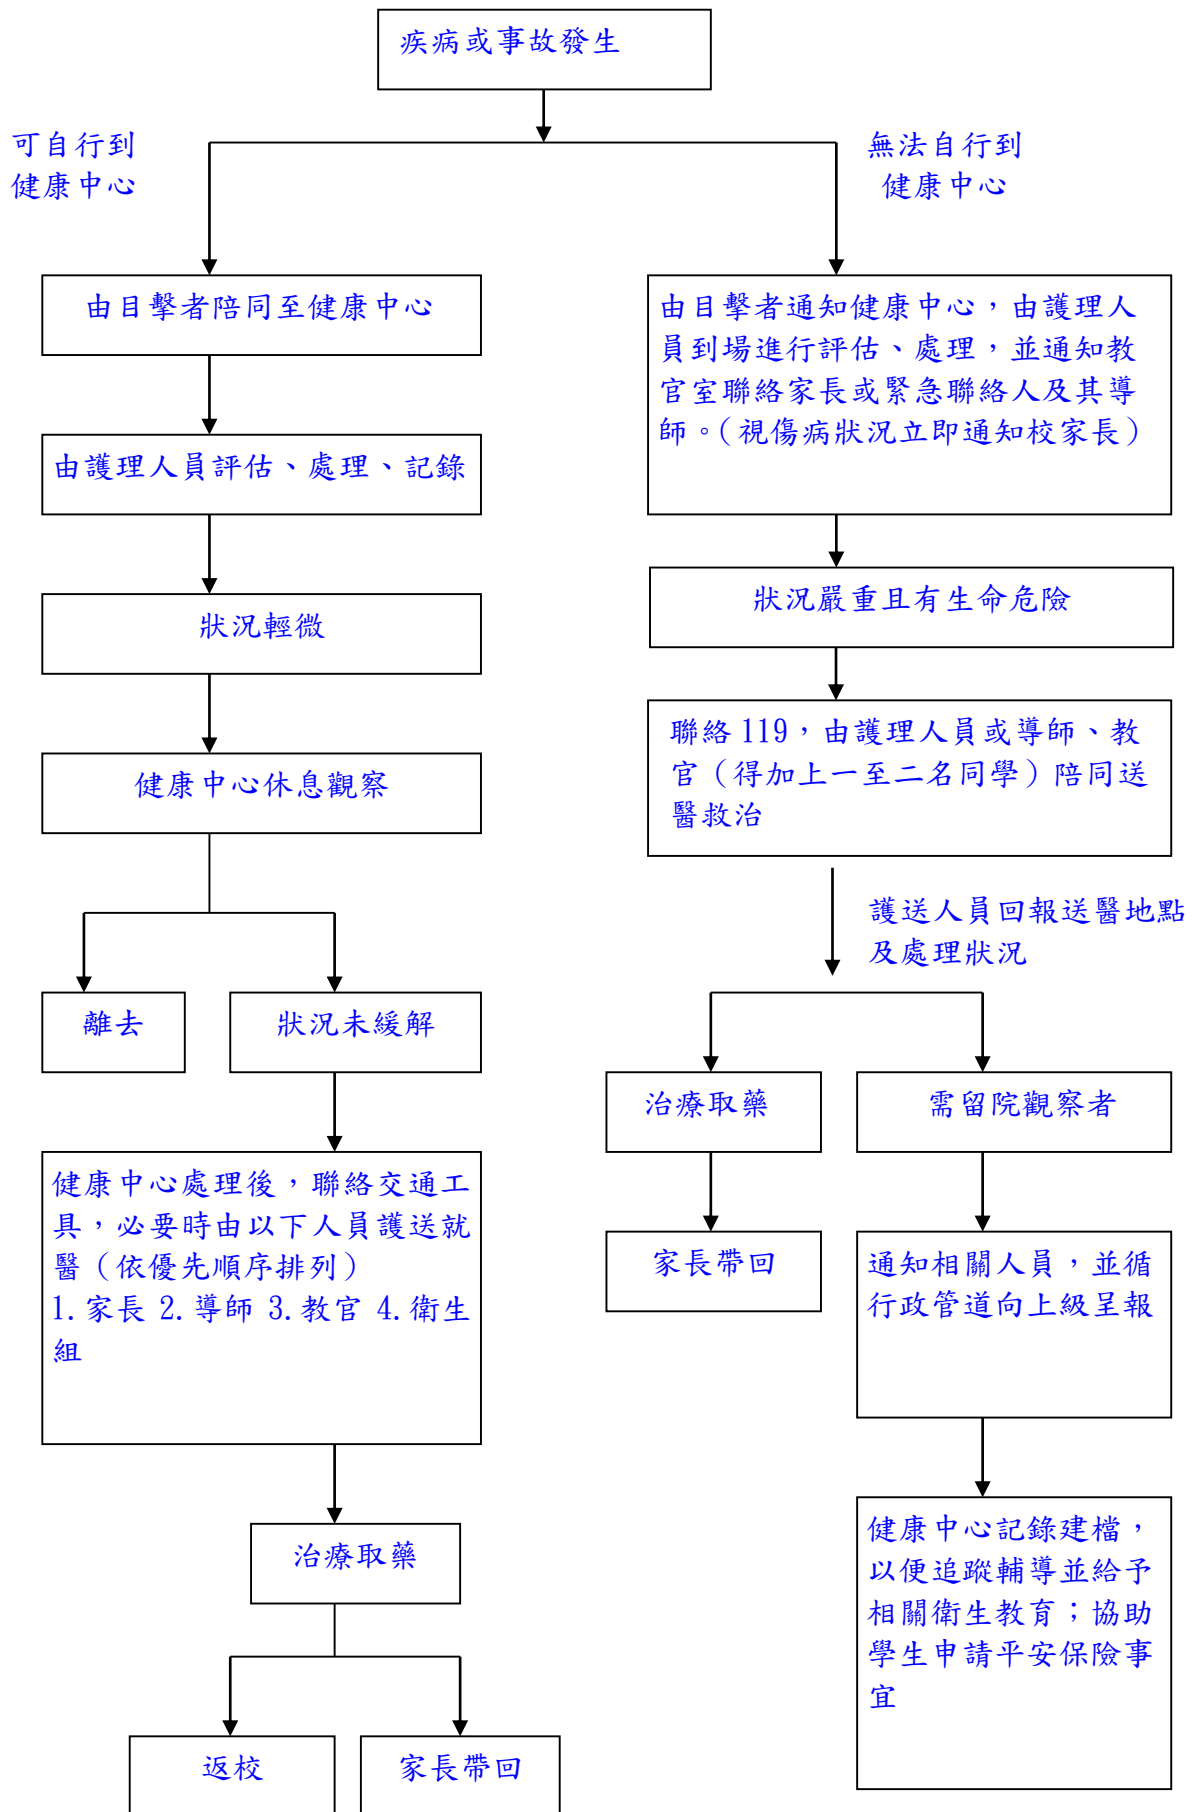 疾病或事故發生
可自行到
健康中心
無法自行到
健康中心
由目擊者陪同至健康中心
由護理人員評估、處理、記錄
狀況輕微
健康中心休息觀察
離去
狀況未緩解
健康中心處理後，聯絡交通工
具，必要時由以下人員護送就
醫（依優先順序排列）
1.家長 2.導師 3.教官 4.衛生
組
治療取藥
返校
家長帶回
由目擊者通知健康中心，由護理人
員到場進行評估、處理，並通知教
官室聯絡家長或緊急聯絡人及其導
師。（視傷病狀況立即通知校家長）
狀況嚴重且有生命危險
聯絡 119，由護理人員或導師、教
官（得加上一至二名同學）陪同送
醫救治
護送人員回報送醫地點
及處理狀況
治療取藥
家長帶回
需留院觀察者
通知相關人員，並循
行政管道向上級呈報
健康中心記錄建檔，
以便追蹤輔導並給予
相關衛生教育；協助
學生申請平安保險事
宜